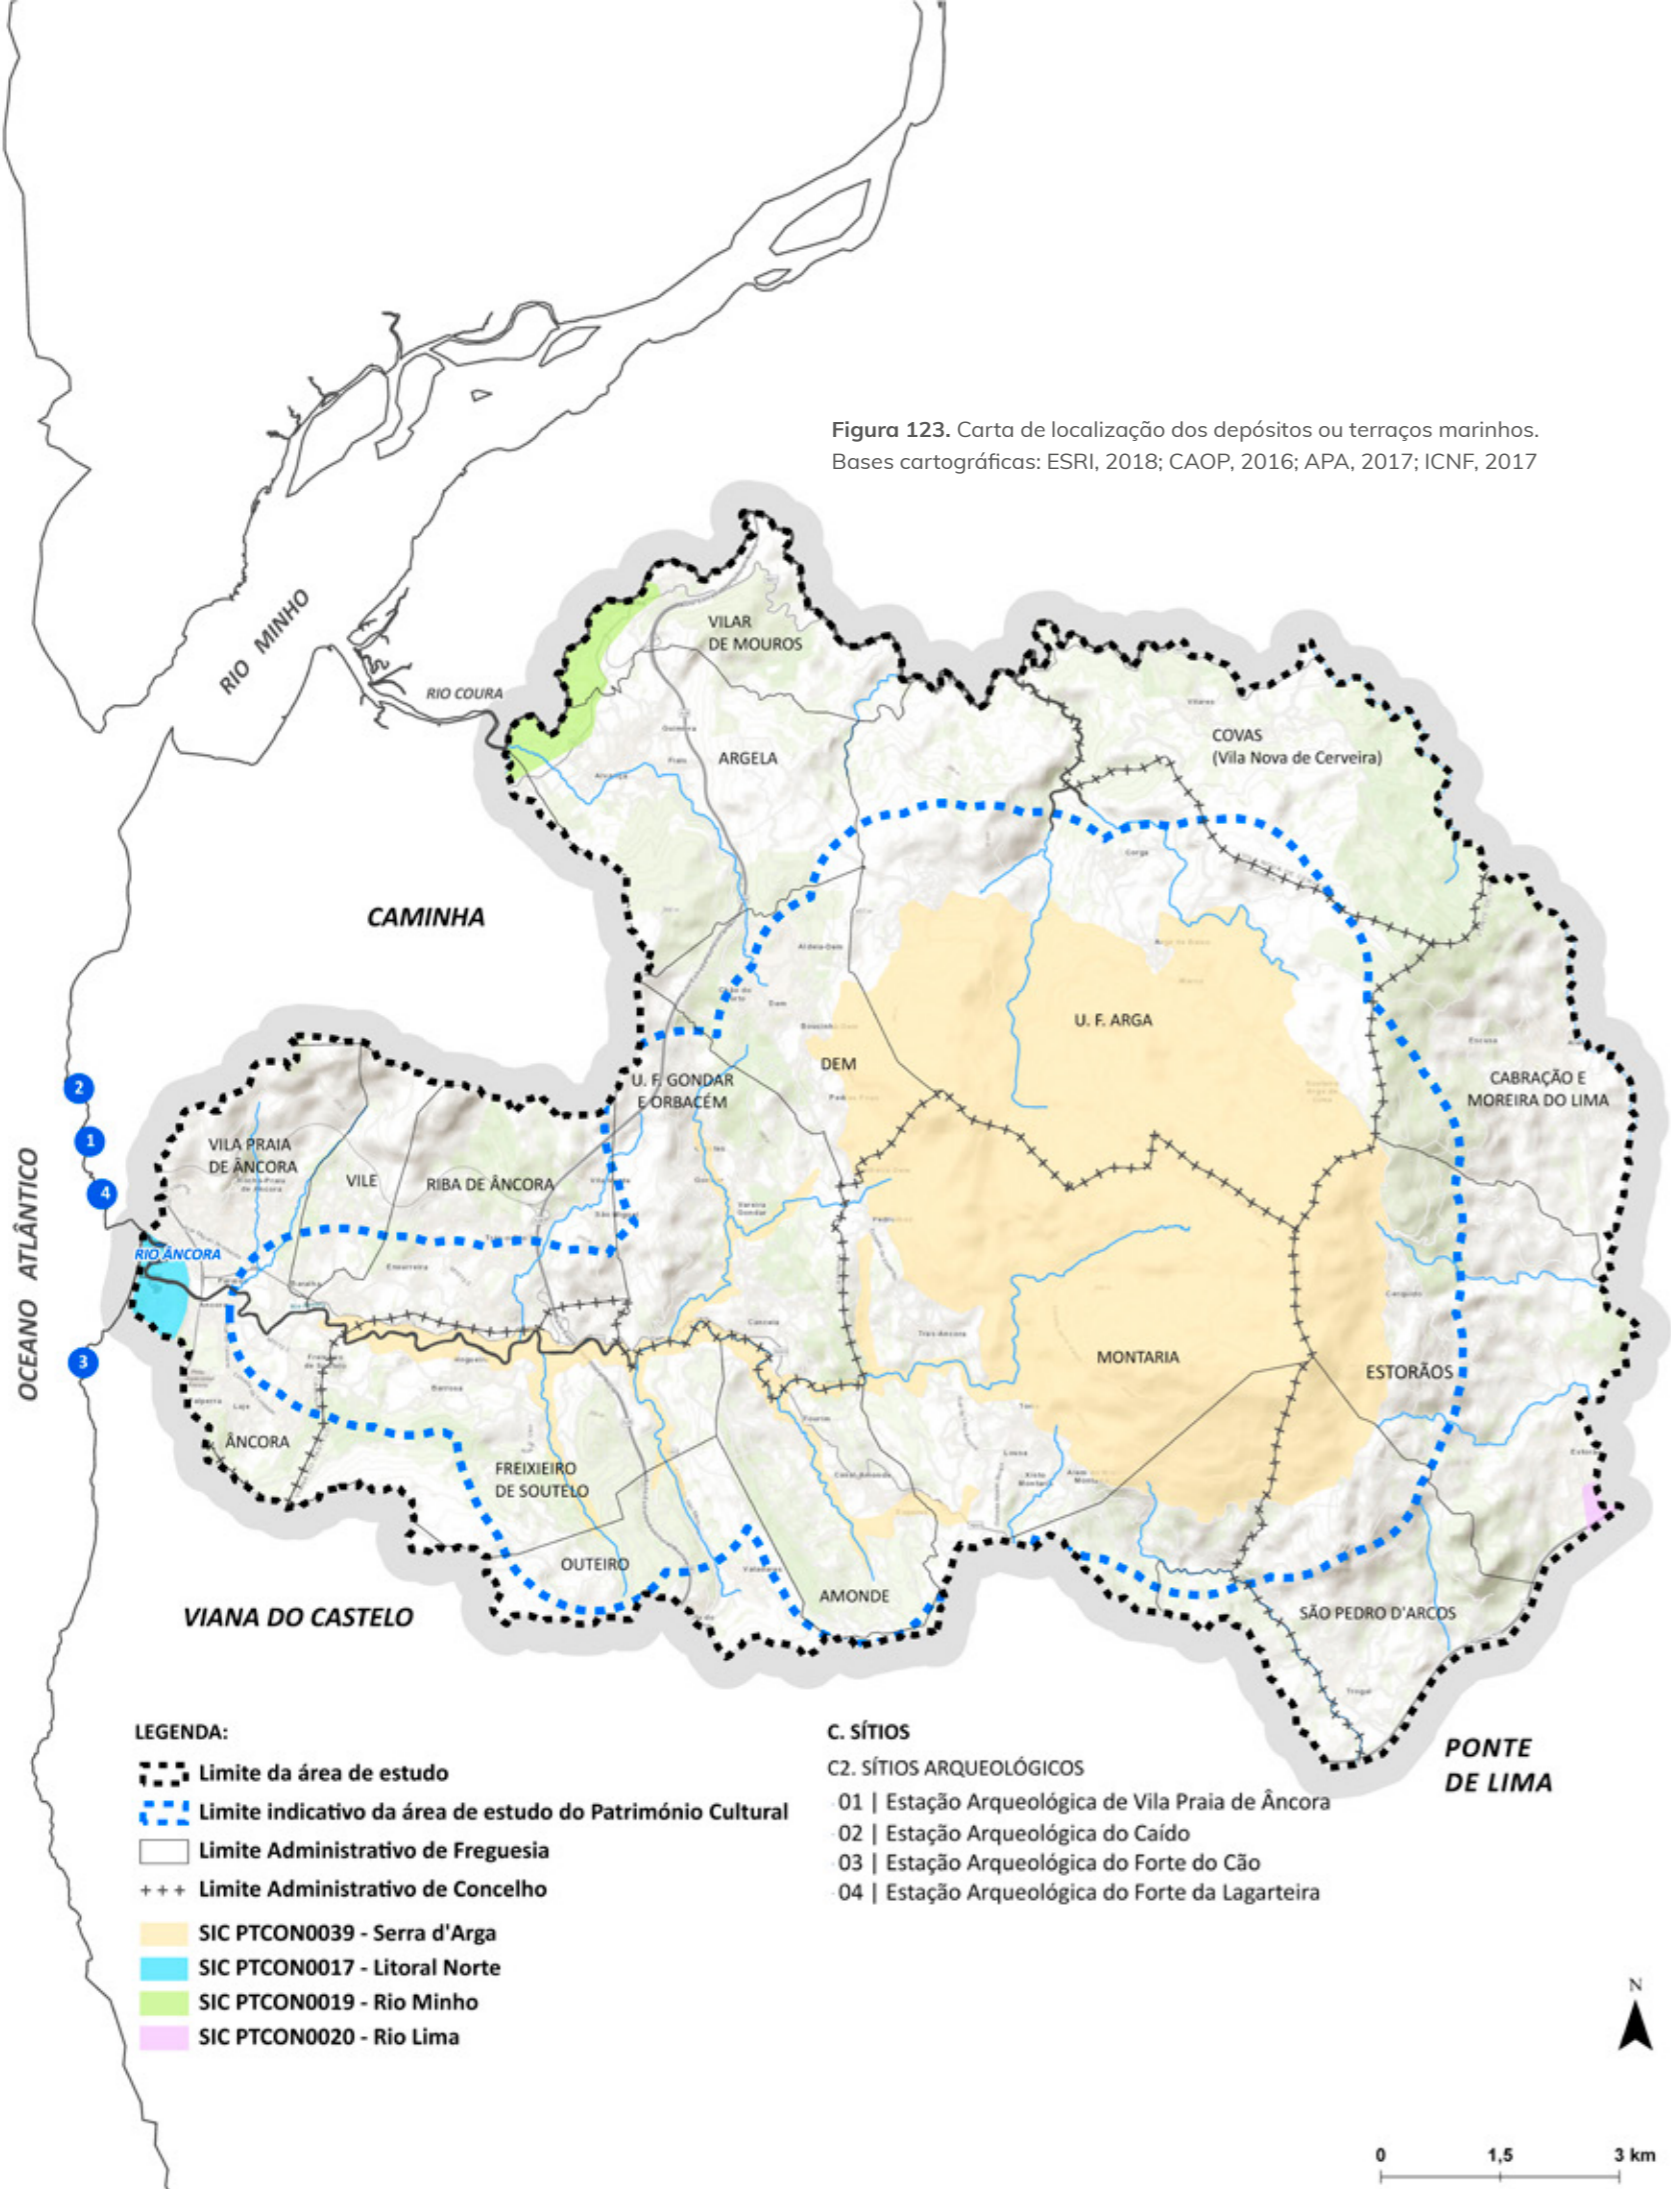 Figura 123. Carta de localização dos depósitos ou terraços marinhos.
Bases cartográficas: ESRI, 2018; CAOP, 2016; APA, 2017; ICNF, 2017
RIO MINHO
RIO COURA
VILAR
DE MOUROS
COVAS
(Vila Nova de Cerveira)
ARGELA
CAMINHA
U. F. ARGA
DEM
U. F. GONDAR
E ORBACÉM
CABRAÇÃO E
MOREIRA DO LIMA
2
1
4
VILA PRAIA
DE ÂNCORA
VILE
RIBA DE ÂNCORA
OCEANO ATLÂNTICO
RIO ÂNCORA
3
MONTARIA
ESTORÃOS
ÂNCORA
FREIXIEIRO
DE SOUTELO
OUTEIRO
AMONDE
SÃO PEDRO D'ARCOS
VIANA DO CASTELO
PONTE
DE LIMA
LEGENDA:
Limite da área de estudo
Limite indicativo da área de estudo do Património Cultural
Limite Administrativo de Freguesia
+++ Limite Administrativo de Concelho
SIC PTCON0039 - Serra d'Arga
SIC PTCON0017 - Litoral Norte
SIC PTCON0019 - Rio Minho
SIC PTCON0020 - Rio Lima
C. SÍTIOS
C2. SÍTIOS ARQUEOLÓGICOS
01 | Estação Arqueológica de Vila Praia de Âncora
02 | Estação Arqueológica do Caído
03 | Estação Arqueológica do Forte do Cão
04 | Estação Arqueológica do Forte da Lagarteira
N
0 1,5 3 km